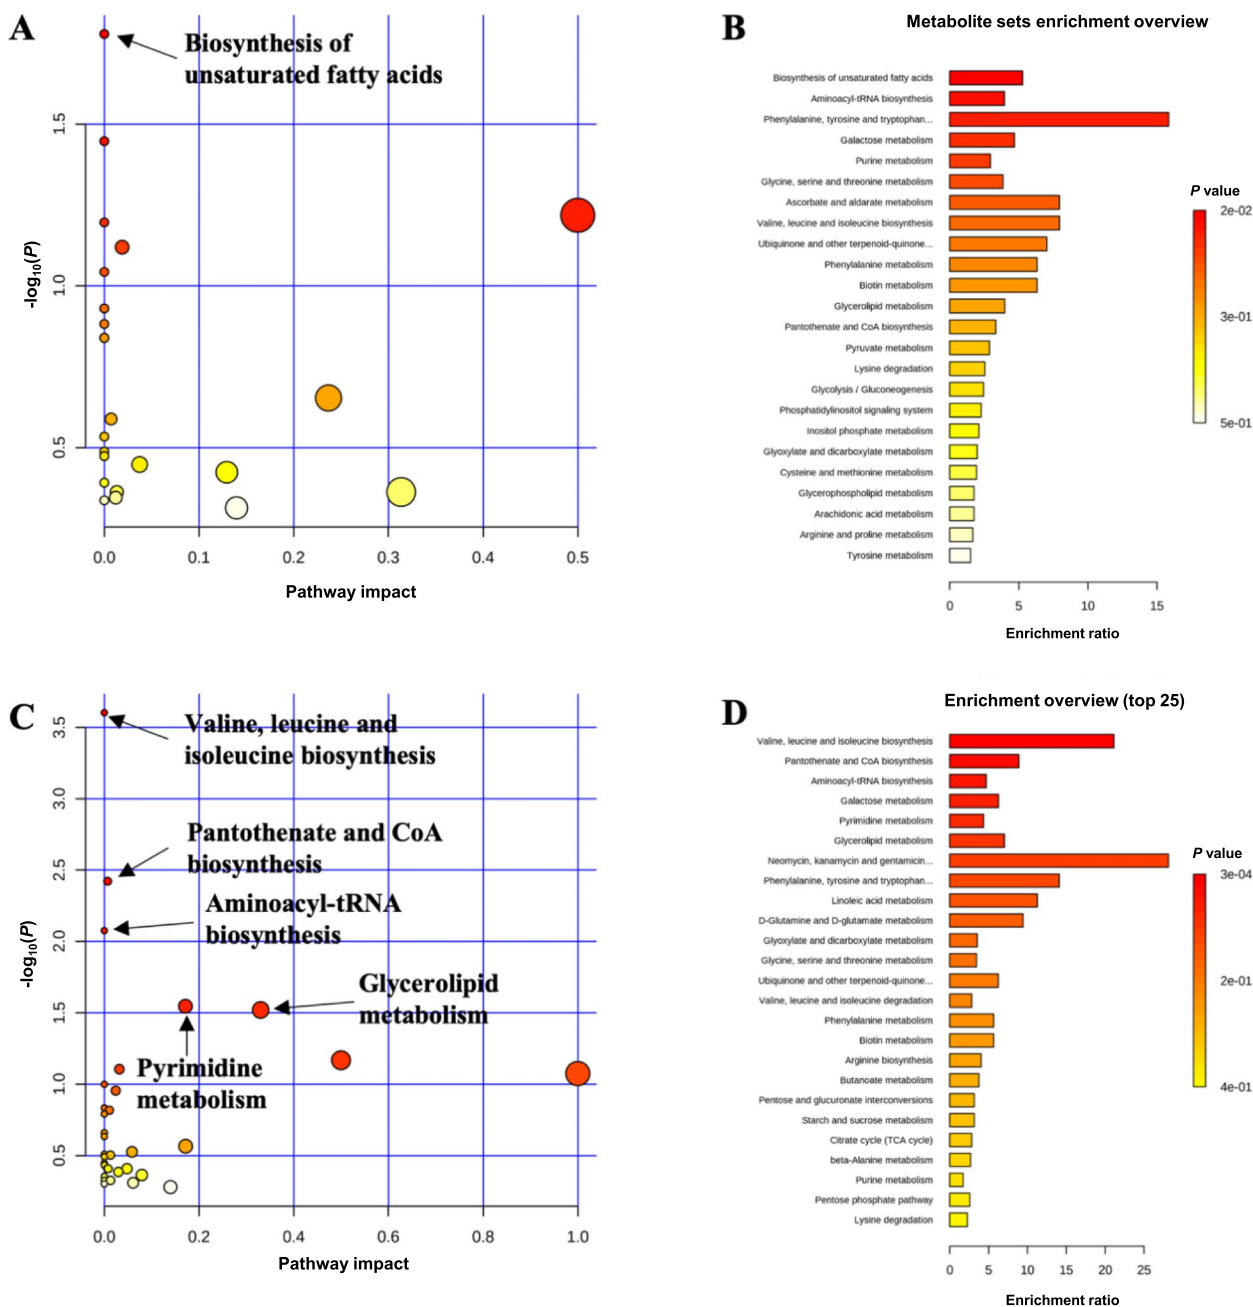 A
Biosynthesis of
unsaturated fatty acids
1.5
1.0
0.5
-log10(P)
0.0 0.1 0.2 0.3 0.4 0.5
Pathway impact
B
Metabolite sets enrichment overview
Biosynthesis of unsaturated fatty acids
Aminoacyl-tRNA biosynthesis
Phenylalanine, tyrosine and tryptophan...
Galactose metabolism
Purine metabolism
Glycine, serine and threonine metabolism
Ascorbate and aldarate metabolism
Valine, leucine and isoleucine biosynthesis
Ubiquinone and other terpenoid-quinone...
Phenylalanine metabolism
Biotin metabolism
Glycerolipid metabolism
Pantothenate and CoA biosynthesis
Pyruvate metabolism
Lysine degradation
Glycolysis / Gluconeogenesis
Phosphatidylinositol signaling system
Inositol phosphate metabolism
Glyoxylate and dicarboxylate metabolism
Cysteine and methionine metabolism
Glycerophospholipid metabolism
Arachidonic acid metabolism
Arginine and proline metabolism
Tyrosine metabolism
0 5 10 15
Enrichment ratio
P value
2e-02
3e-01
5e-01
C
Valine, leucine and
isoleucine biosynthesis
Pantothenate and CoA
biosynthesis
Aminoacyl-tRNA
biosynthesis
Glycerolipid
metabolism
Pyrimidine
metabolism
3.5
3.0
2.5
2.0
1.5
1.0
0.5
-log10(P)
0.0 0.2 0.4 0.6 0.8 1.0
Pathway impact
D
Enrichment overview (top 25)
Valine, leucine and isoleucine biosynthesis
Pantothenate and CoA biosynthesis
Aminoacyl-tRNA biosynthesis
Galactose metabolism
Pyrimidine metabolism
Glycerolipid metabolism
Neomycin, kanamycin and gentamicin...
Phenylalanine, tyrosine and tryptophan...
Linoleic acid metabolism
D-Glutamine and D-glutamate metabolism
Glyoxylate and dicarboxylate metabolism
Glycine, serine and threonine metabolism
Ubiquinone and other terpenoid-quinone...
Valine, leucine and isoleucine degradation
Phenylalanine metabolism
Biotin metabolism
Arginine biosynthesis
Butanoate metabolism
Pentose and glucuronate interconversions
Starch and sucrose metabolism
Citrate cycle (TCA cycle)
beta-Alanine metabolism
Purine metabolism
Pentose phosphate pathway
Lysine degradation
0 5 10 15 20 25
Enrichment ratio
P value
3e-04
2e-01
4e-01